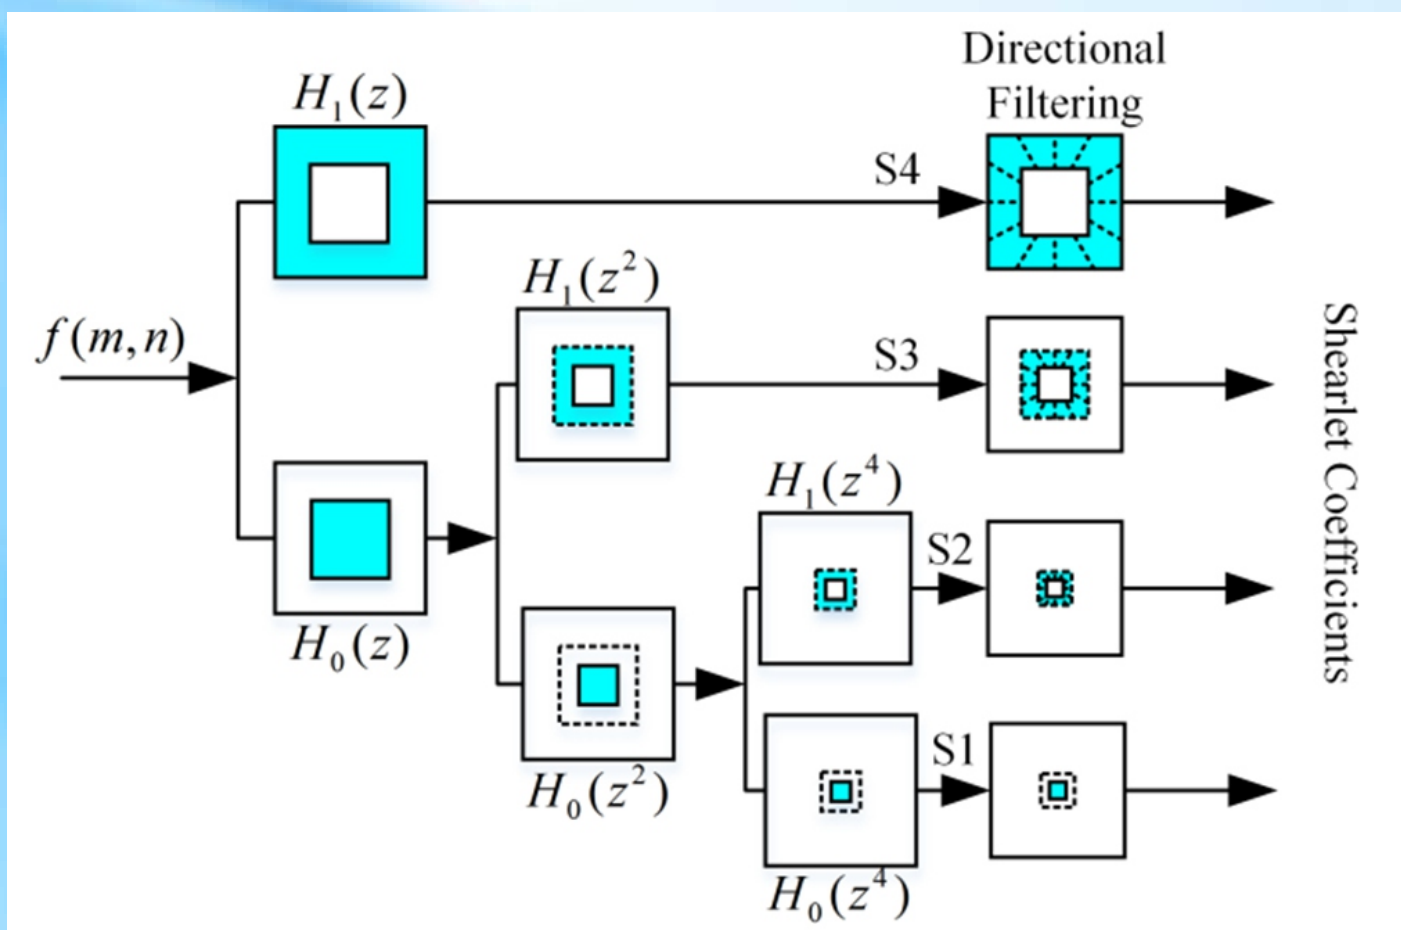 Directional
Filtering
H₁(z)
S4
H₁(z²)
f(m,n)
S3
H₁(z⁴)
S2
H₀(z)
S1
H₀(z²)
H₀(z⁴)
Shearlet Coefficients